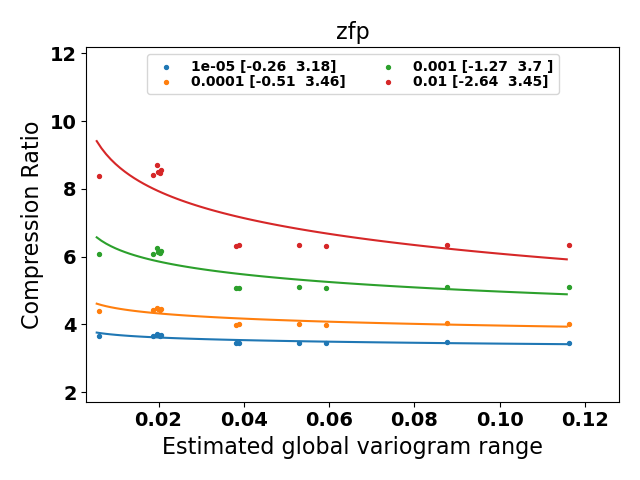 zfp
1e-05 [-0.26 3.18]
0.0001 [-0.51 3.46]
0.001 [-1.27 3.7 ]
0.01 [-2.64 3.45]
Compression Ratio
12
10
8
6
4
2
0.02 0.04 0.06 0.08 0.10 0.12
Estimated global variogram range